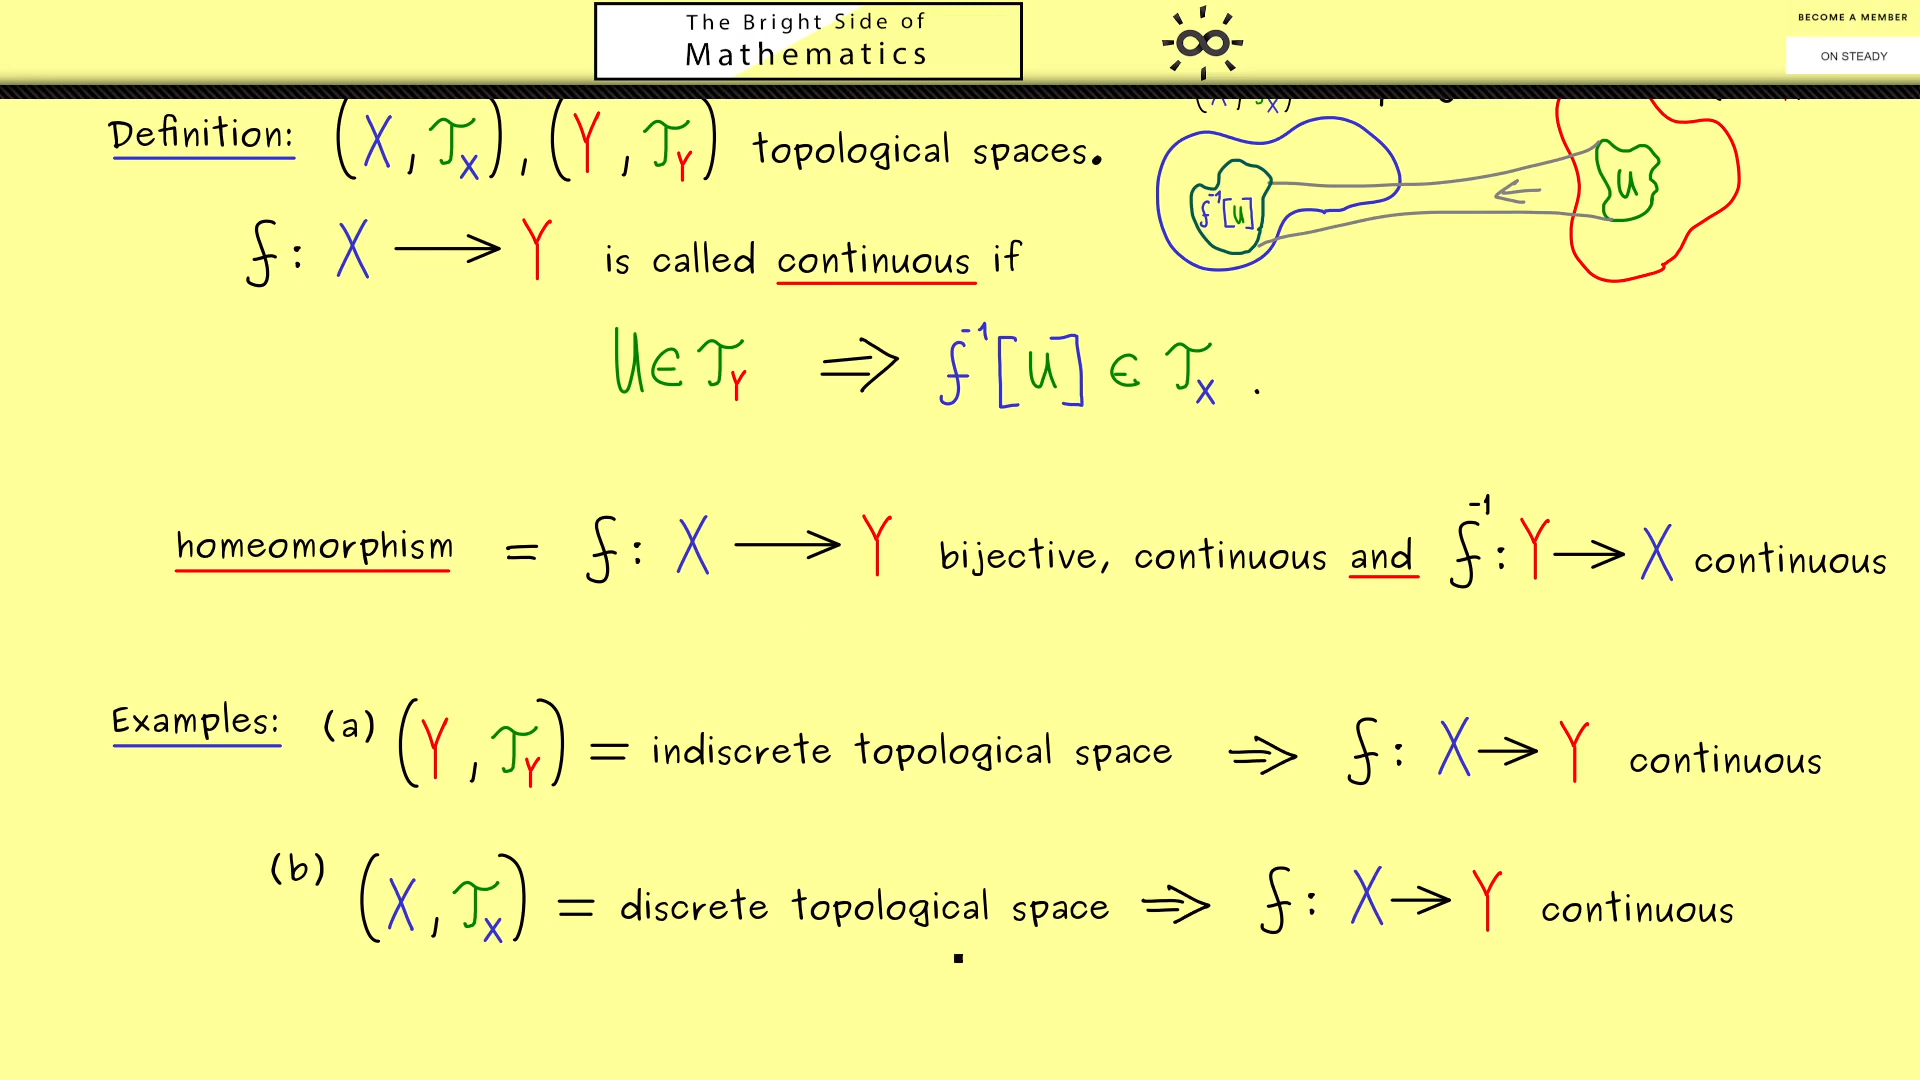 The Bright Side of
Mathematics
BECOME A MEMBER
ON STEADY
Definition: (X, 𝒯_X), (Y, 𝒯_Y) topological spaces.
f: X ⟶ Y is called continuous if
f⁻¹[U]
U
U ∈ 𝒯_Y ⟹ f⁻¹[U] ∈ 𝒯_X .
homeomorphism = f: X ⟶ Y bijective, continuous and f⁻¹: Y → X continuous
Examples: (a) (Y, 𝒯_Y) = indiscrete topological space ⟹ f: X → Y continuous
(b) (X, 𝒯_X) = discrete topological space ⟹ f: X → Y continuous